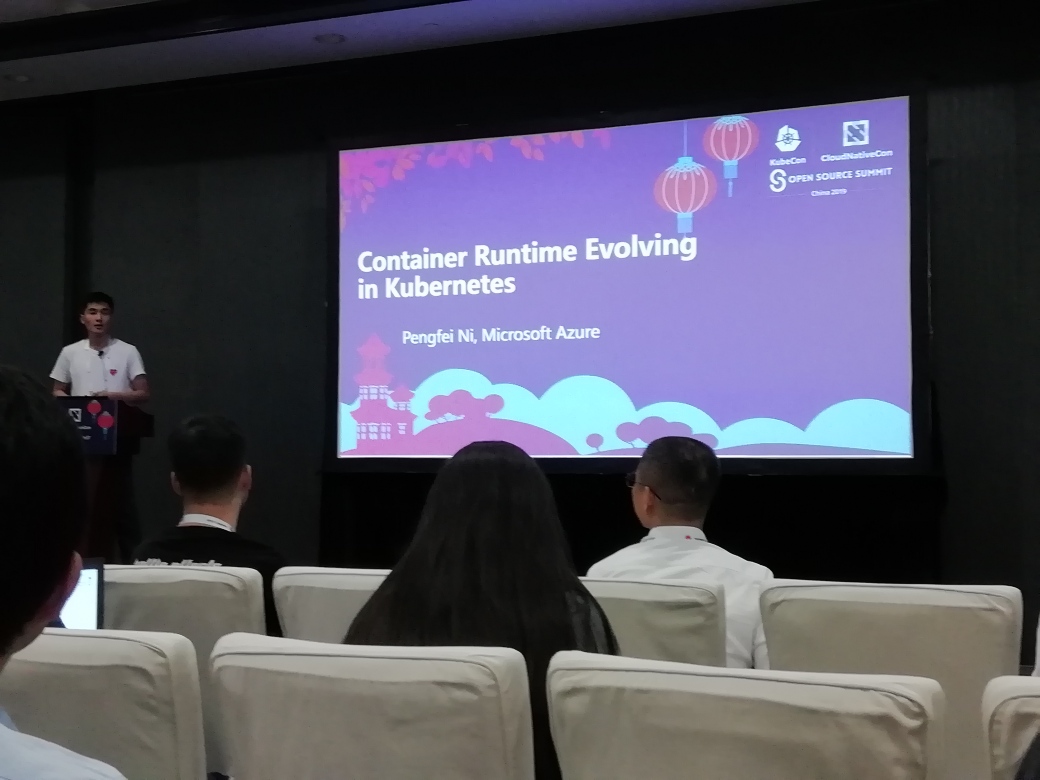 KubeCon
CloudNativeCon
OPEN SOURCE SUMMIT
China 2019
Container Runtime Evolving
in Kubernetes
Pengfei Ni, Microsoft Azure